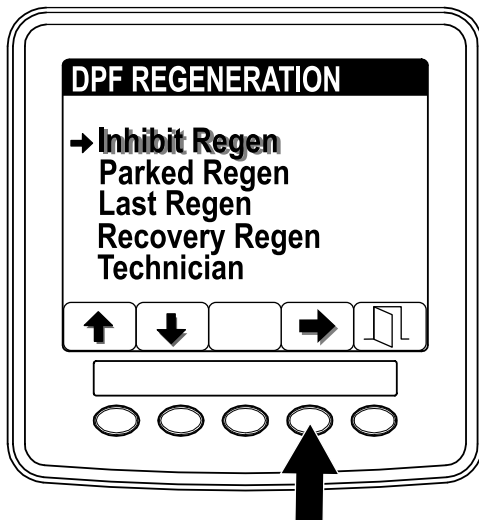 DPF REGENERATION
Inhibit Regen
Parked Regen
Last Regen
Recovery Regen
Technician